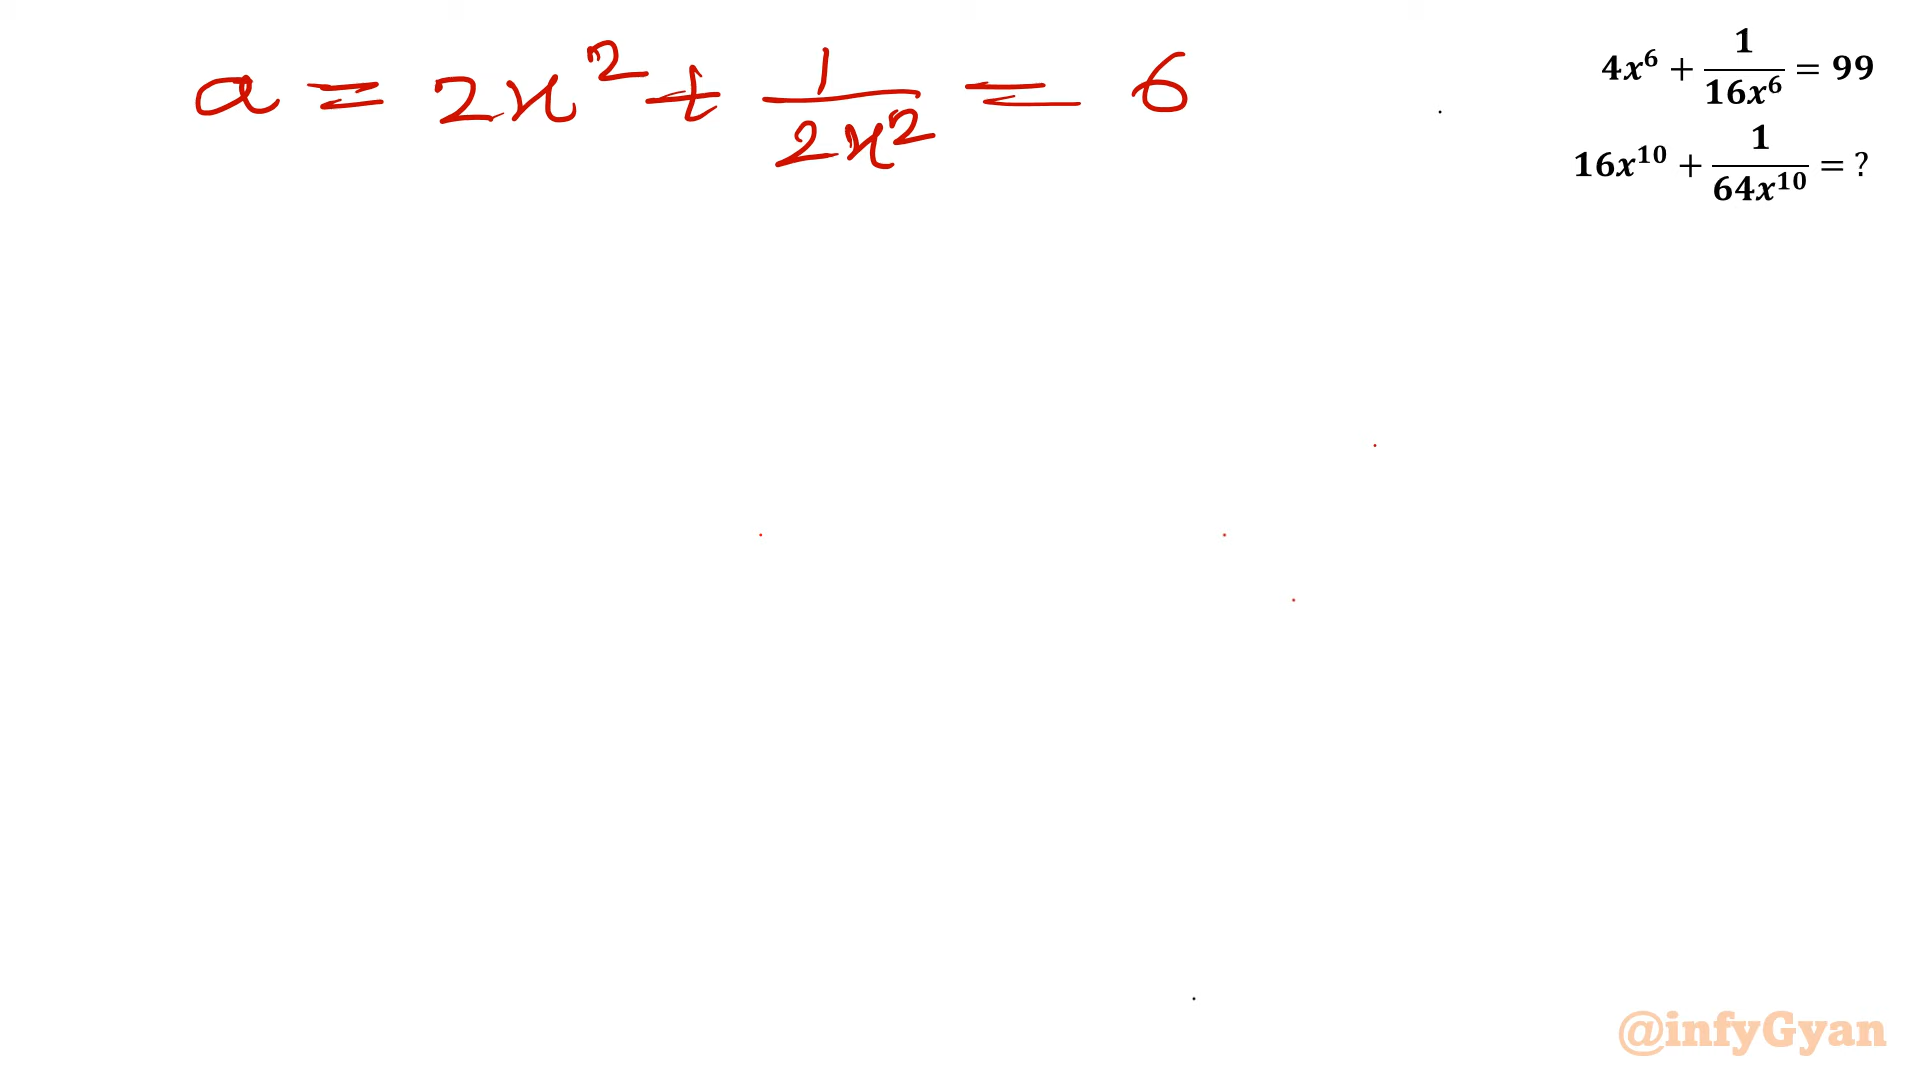 a = 2x² + 1/2x² = 6
4x⁶ + 1/16x⁶ = 99
16x¹⁰ + 1/64x¹⁰ = ?
@infyGyan